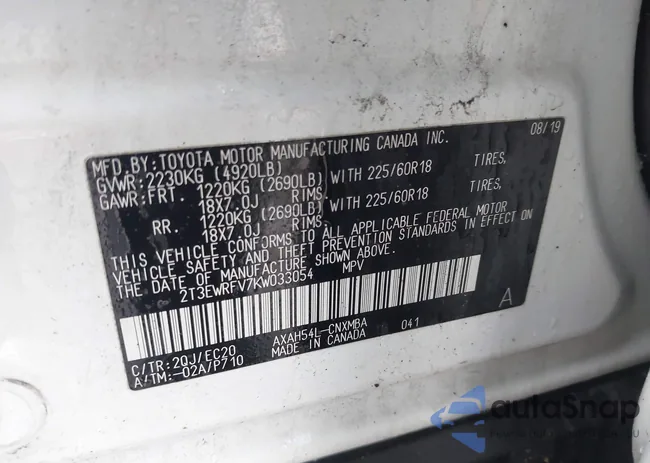 MFD. BY: TOYOTA MOTOR MANUFACTURING CANADA INC. 08/19
GVWR: 2230KG (4920LB)
GAWR: FRT. 1220KG (2690LB) WITH 225/60R18 TIRES,
18X7.0J RIMS,
RR. 1220KG (2690LB) WITH 225/60R18 TIRES,
18X7.0J RIMS.
THIS VEHICLE CONFORMS TO ALL APPLICABLE FEDERAL MOTOR
VEHICLE SAFETY AND THEFT PREVENTION STANDARDS IN EFFECT ON
THE DATE OF MANUFACTURE SHOWN ABOVE.
2T3EWRFV7KW033054 MPV
A
C/TR: 2QJ/EC20 AXAH54L-CNXMBA 041
A/TM: -02A/P710 MADE IN CANADA
autoSnap